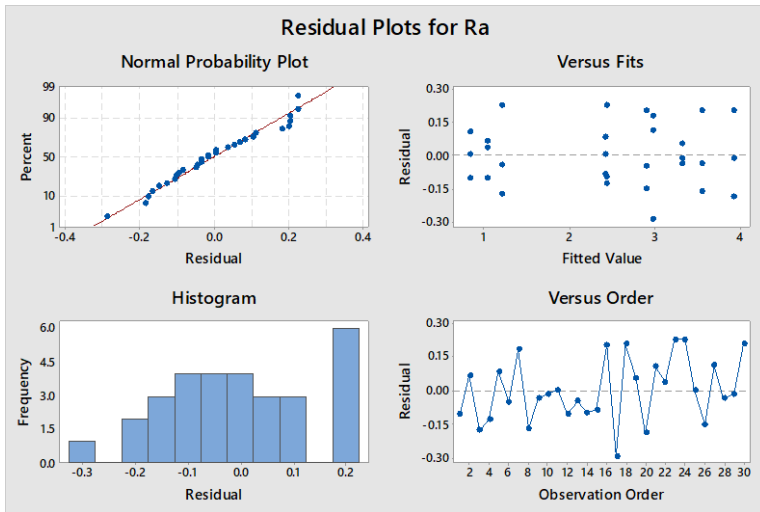 Residual Plots for Ra
Normal Probability Plot
99
90
50
10
1
Percent
-0.4 -0.2 0.0 0.2 0.4
Residual
Versus Fits
0.30
0.15
0.00
-0.15
-0.30
Residual
1 2 3 4
Fitted Value
Histogram
6.0
4.5
3.0
1.5
0.0
Frequency
-0.3 -0.2 -0.1 0.0 0.1 0.2
Residual
Versus Order
0.30
0.15
0.00
-0.15
-0.30
Residual
2 4 6 8 10 12 14 16 18 20 22 24 26 28 30
Observation Order